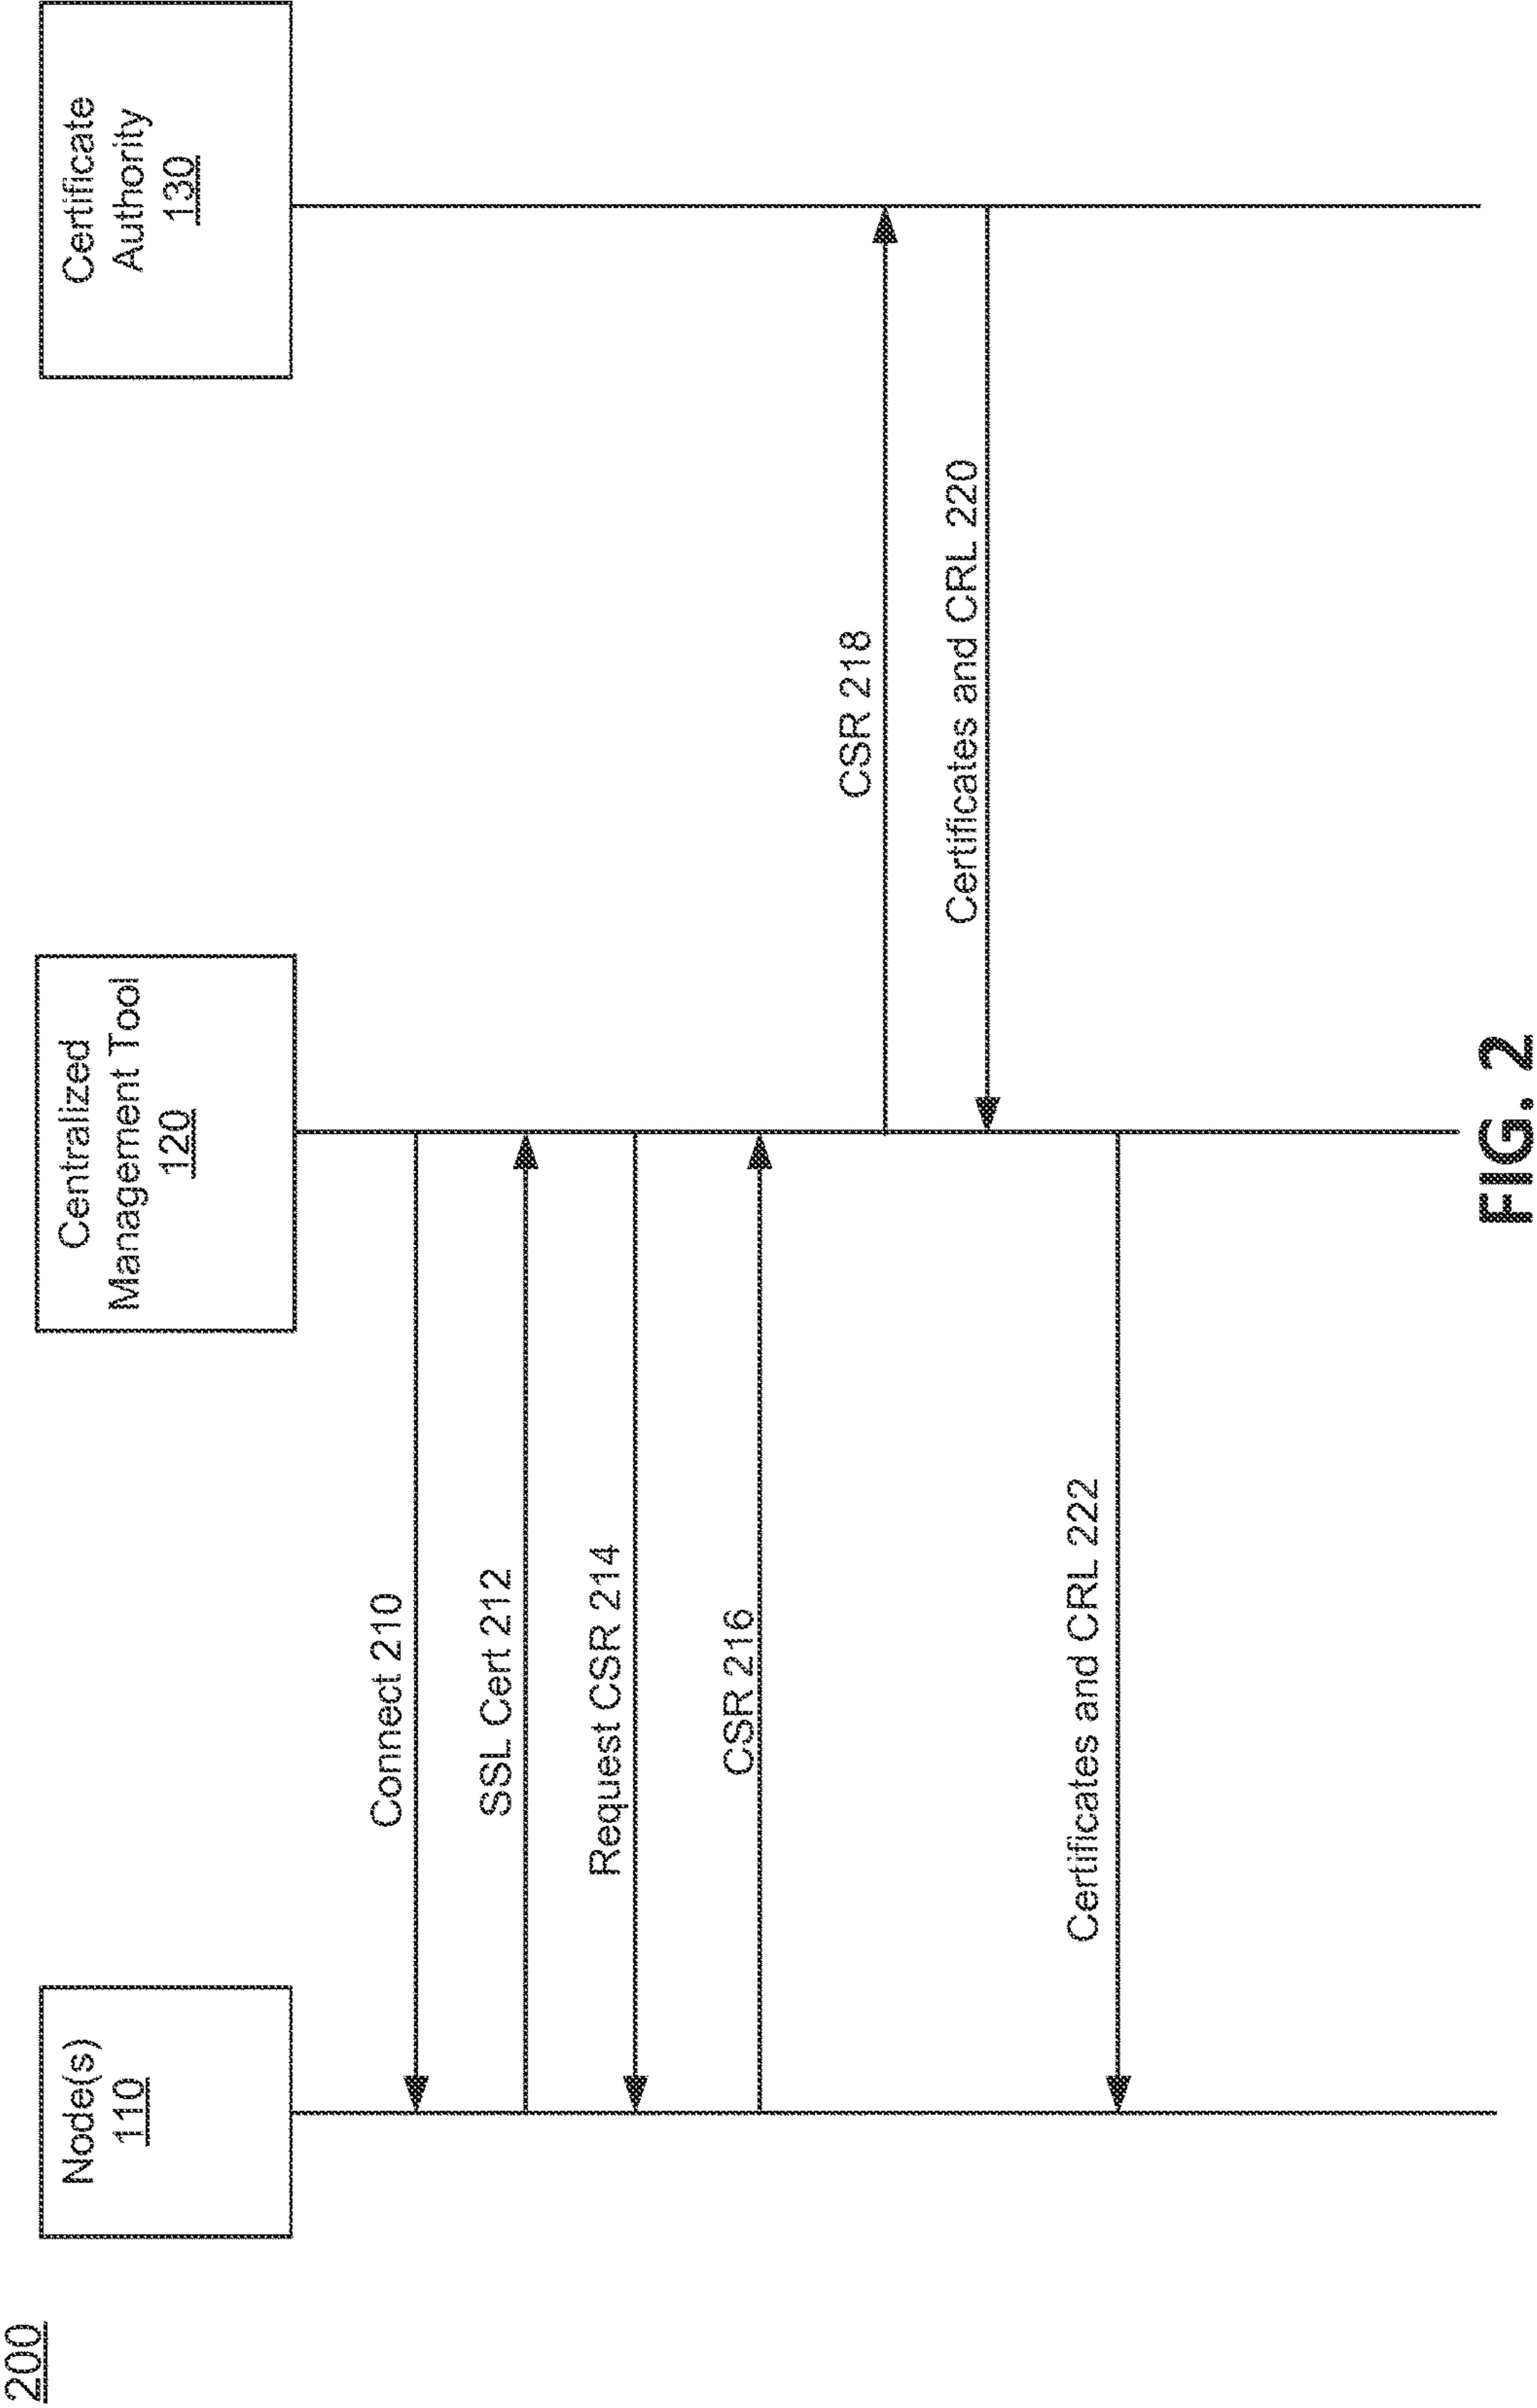 200
Node(s)
110
Centralized
Management Tool
120
Certificate
Authority
130
Connect 210
SSL Cert 212
Request CSR 214
CSR 216
CSR 218
Certificates and CRL 220
Certificates and CRL 222
FIG. 2